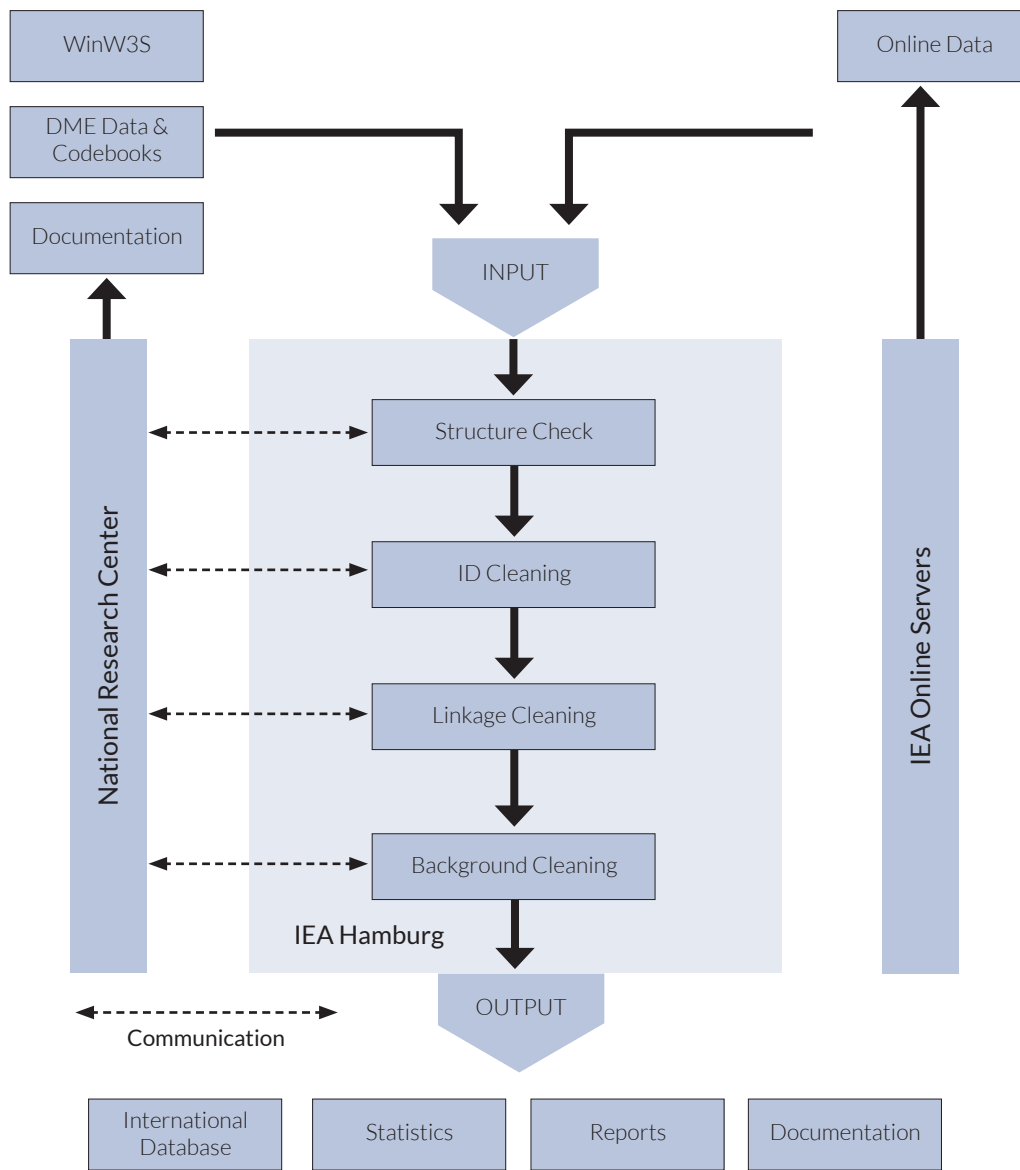 WinW3S
Online Data
DME Data &
Codebooks
Documentation
INPUT
Structure Check
ID Cleaning
Linkage Cleaning
Background Cleaning
National Research Center
IEA Online Servers
IEA Hamburg
OUTPUT
Communication
International
Database
Statistics
Reports
Documentation